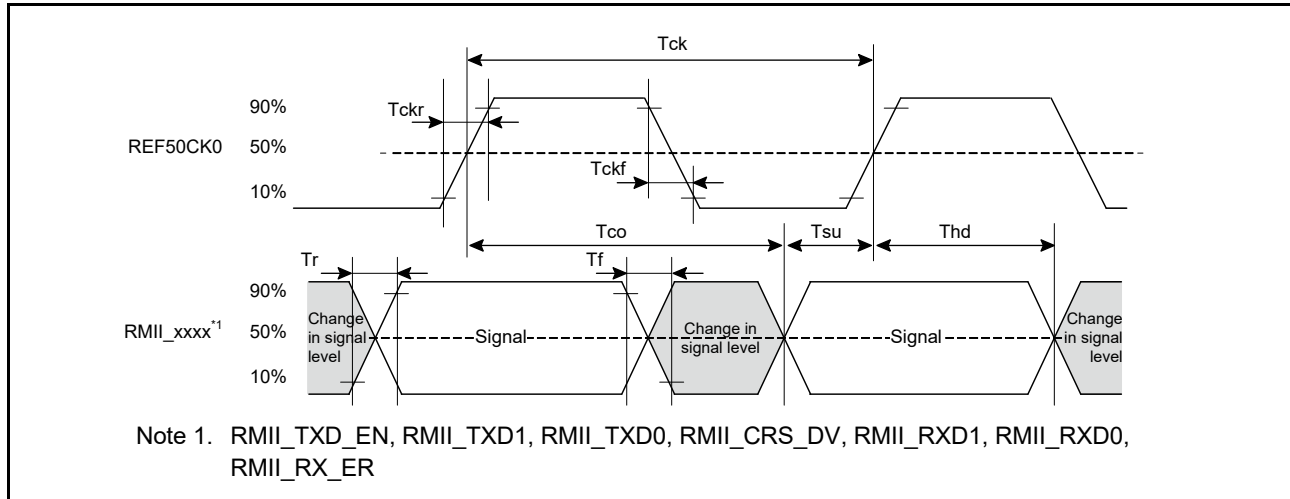 Tck
90%
Tckr
REF50CK0
50%
Tckf
10%
Tco
Tsu
Thd
Tr
Tf
90%
RMII_xxxx*1
50%
10%
Change
in signal
level
Signal
Change in
signal level
Signal
Change
in signal
level
Note 1. RMII_TXD_EN, RMII_TXD1, RMII_TXD0, RMII_CRS_DV, RMII_RXD1, RMII_RXD0,
RMII_RX_ER